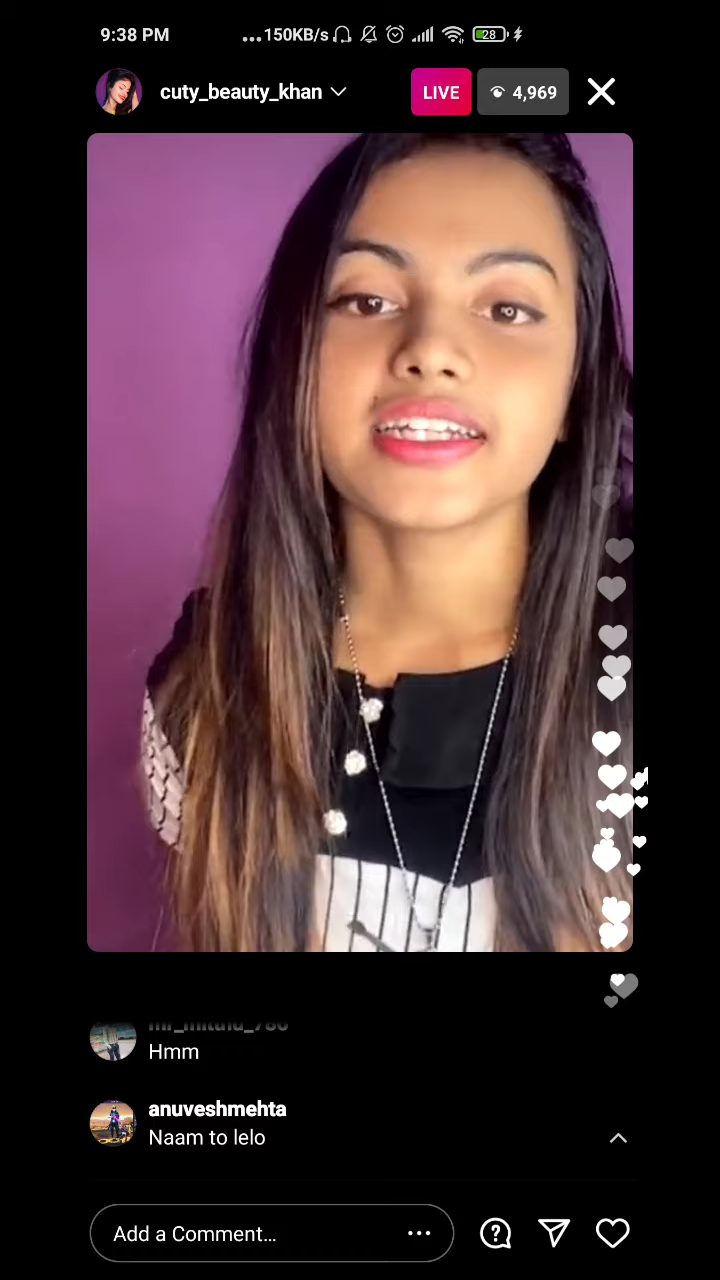 9:38 PM ...150KB/s 28
cuty_beauty_khan LIVE 4,969
Hmm
anuveshmehta
Naam to lelo
Add a Comment...